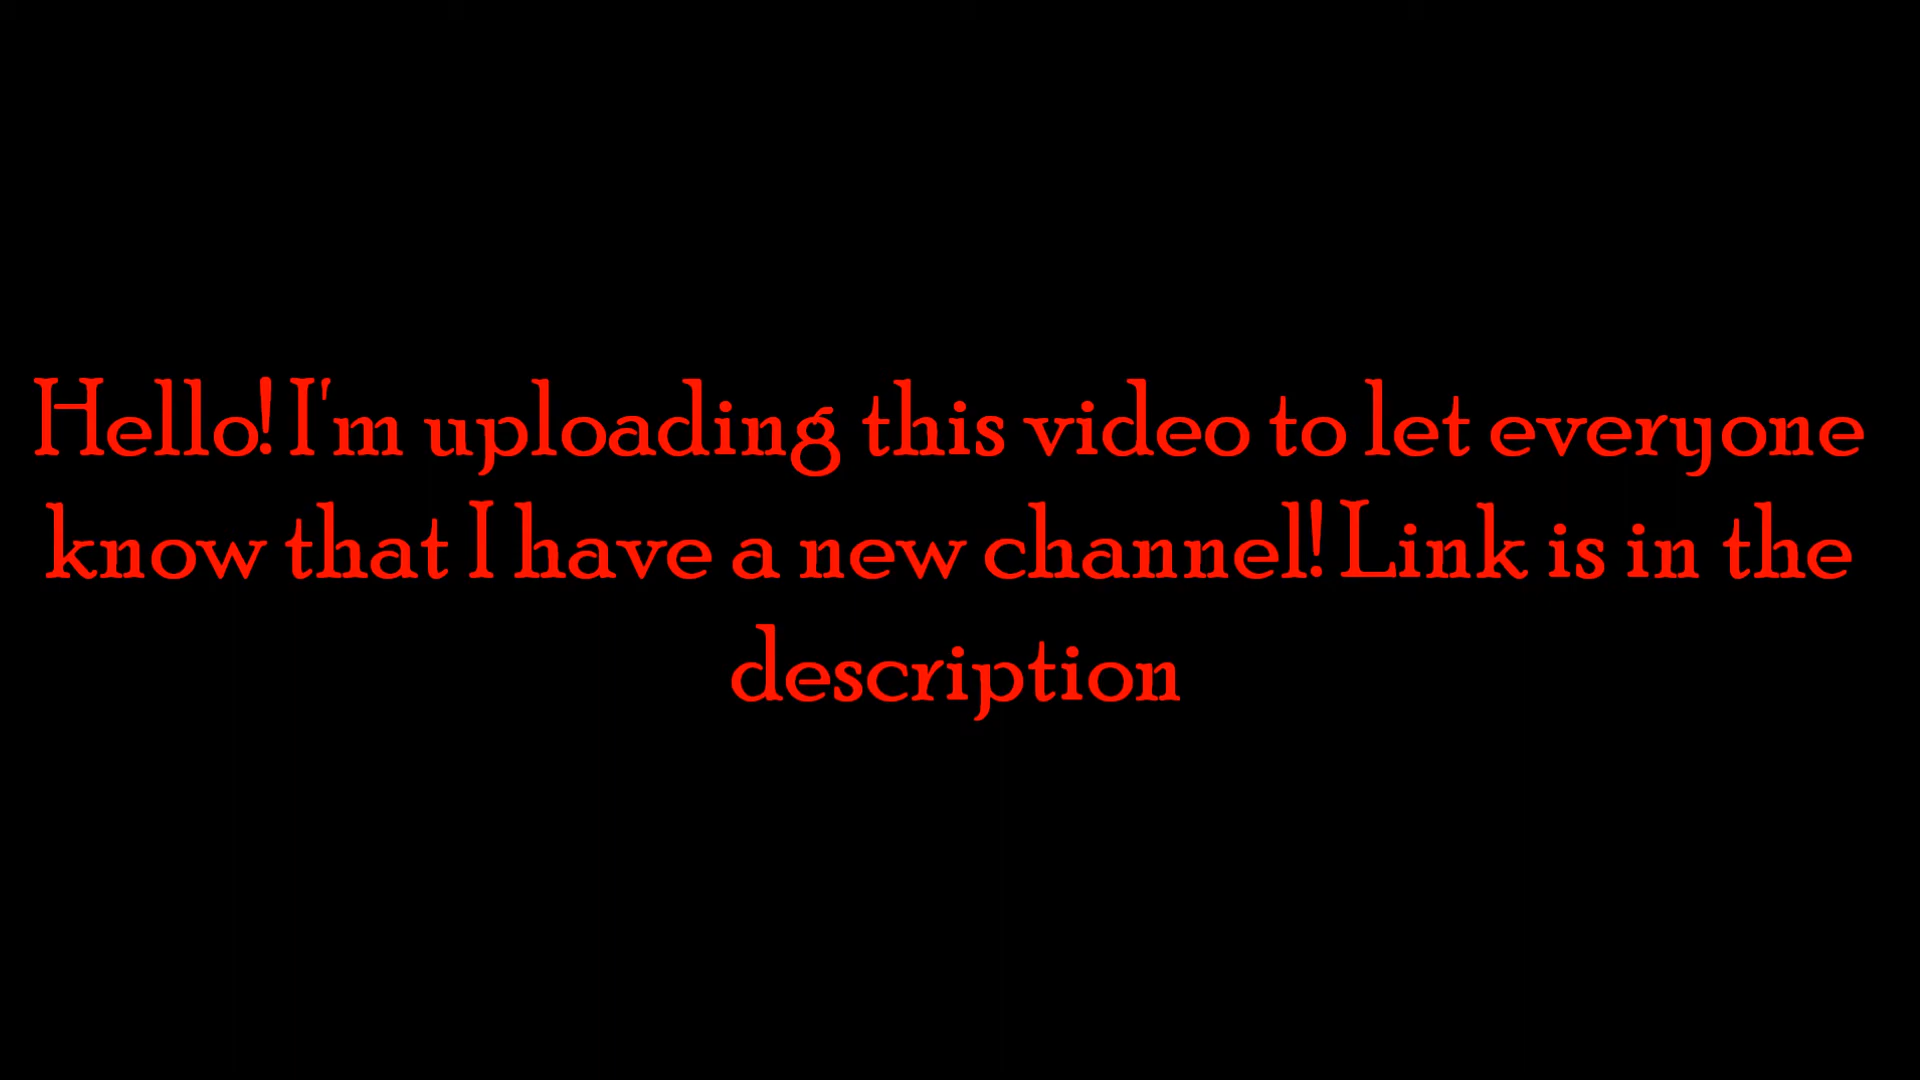 Hello! I'm uploading this video to let everyone
know that I have a new channel! Link is in the
description